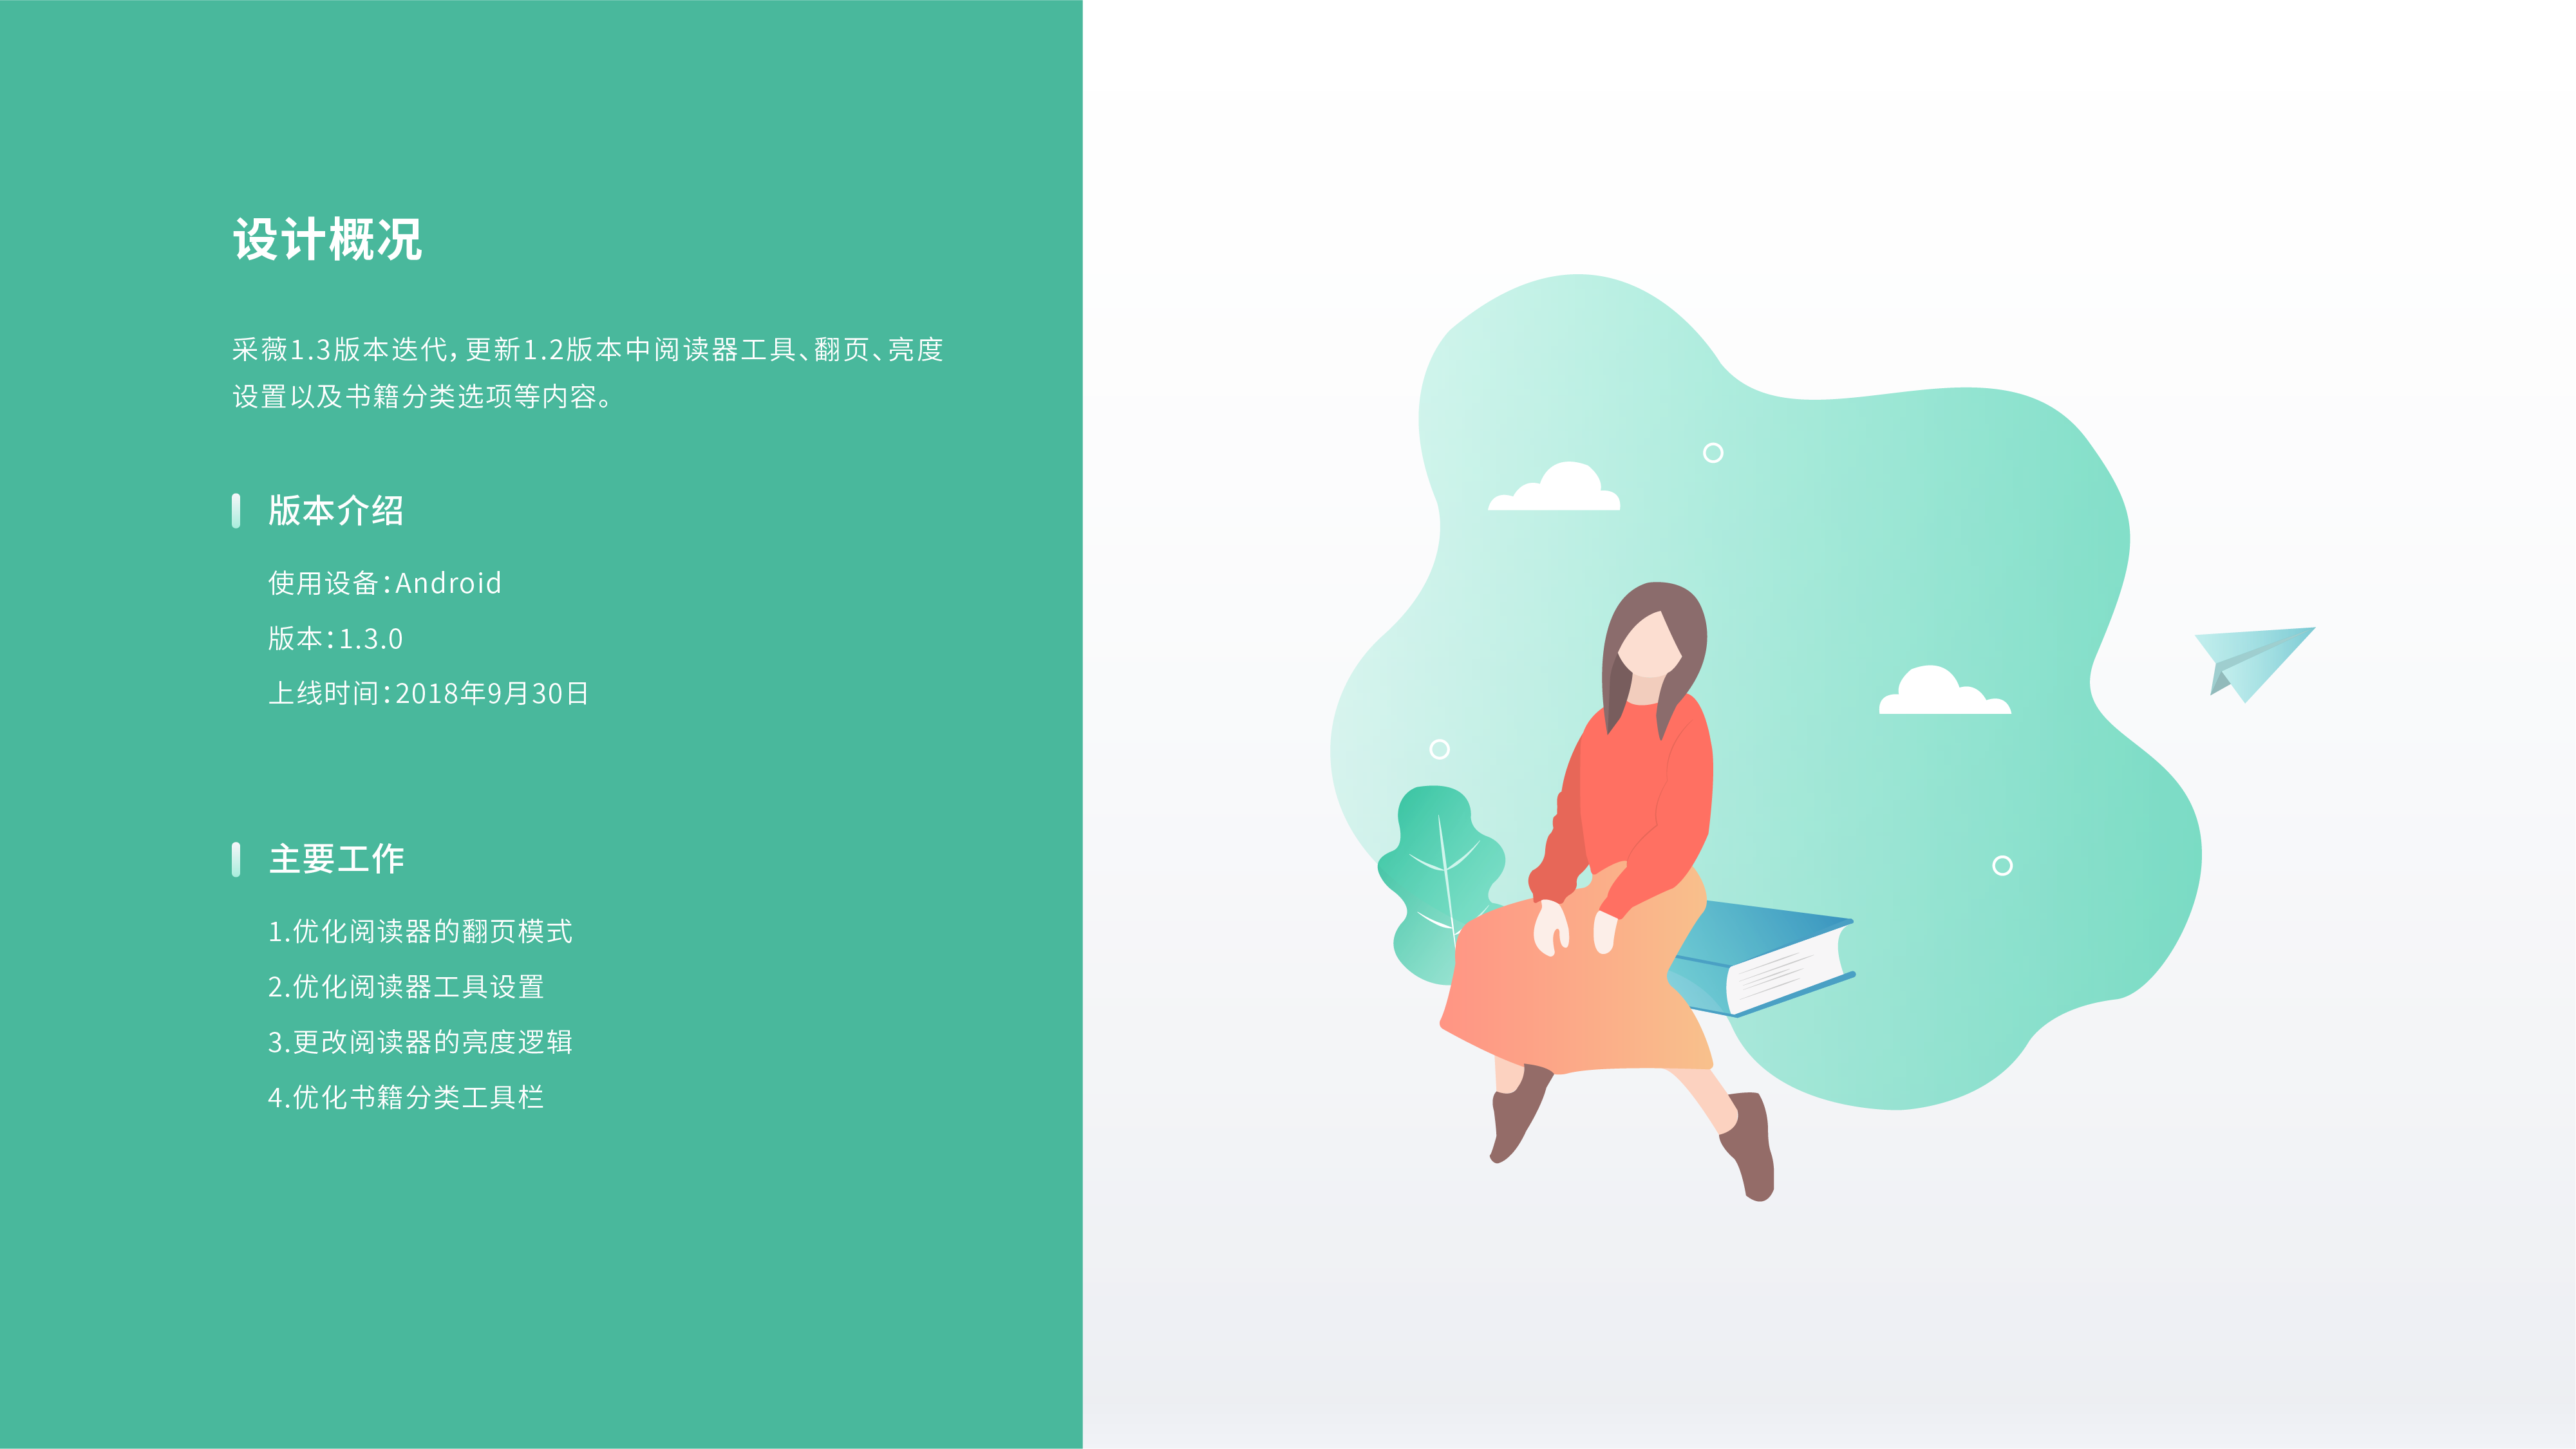 设计概况
采薇1.3版本迭代，更新1.2版本中阅读器工具、翻页、亮度
设置以及书籍分类选项等内容。
版本介绍
使用设备：Android
版本：1.3.0
上线时间：2018年9月30日
主要工作
1.优化阅读器的翻页模式
2.优化阅读器工具设置
3.更改阅读器的亮度逻辑
4.优化书籍分类工具栏